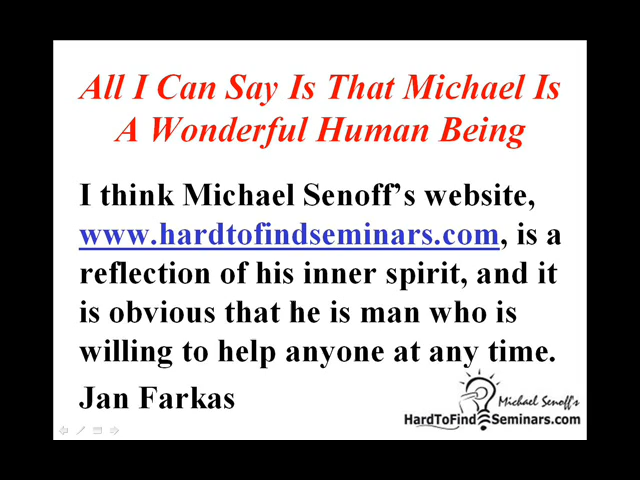 All I Can Say Is That Michael Is
A Wonderful Human Being
I think Michael Senoff’s website,
www.hardtofindseminars.com, is a
reflection of his inner spirit, and it
is obvious that he is man who is
willing to help anyone at any time.
Jan Farkas
Michael Senoff's
HardToFindSeminars.com